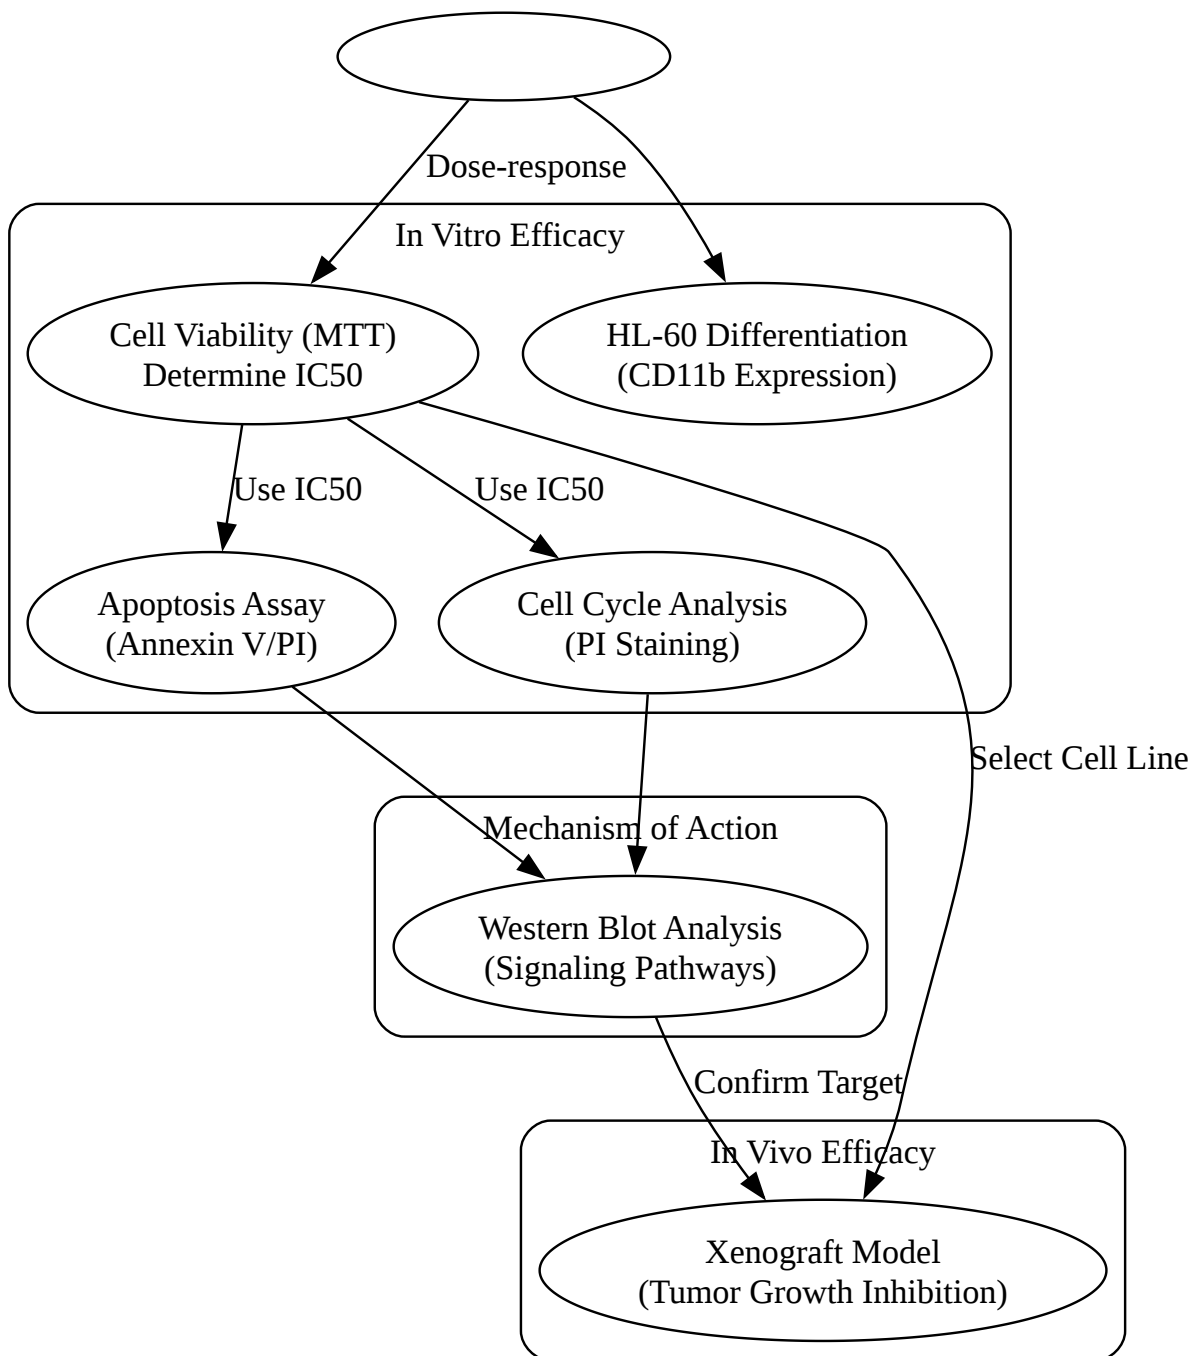 Dose-response
In Vitro Efficacy
Cell Viability (MTT)
Determine IC50
HL-60 Differentiation
(CD11b Expression)
Use IC50
Use IC50
Apoptosis Assay
(Annexin V/PI)
Cell Cycle Analysis
(PI Staining)
Select Cell Line
Mechanism of Action
Western Blot Analysis
(Signaling Pathways)
Confirm Target
In Vivo Efficacy
Xenograft Model
(Tumor Growth Inhibition)